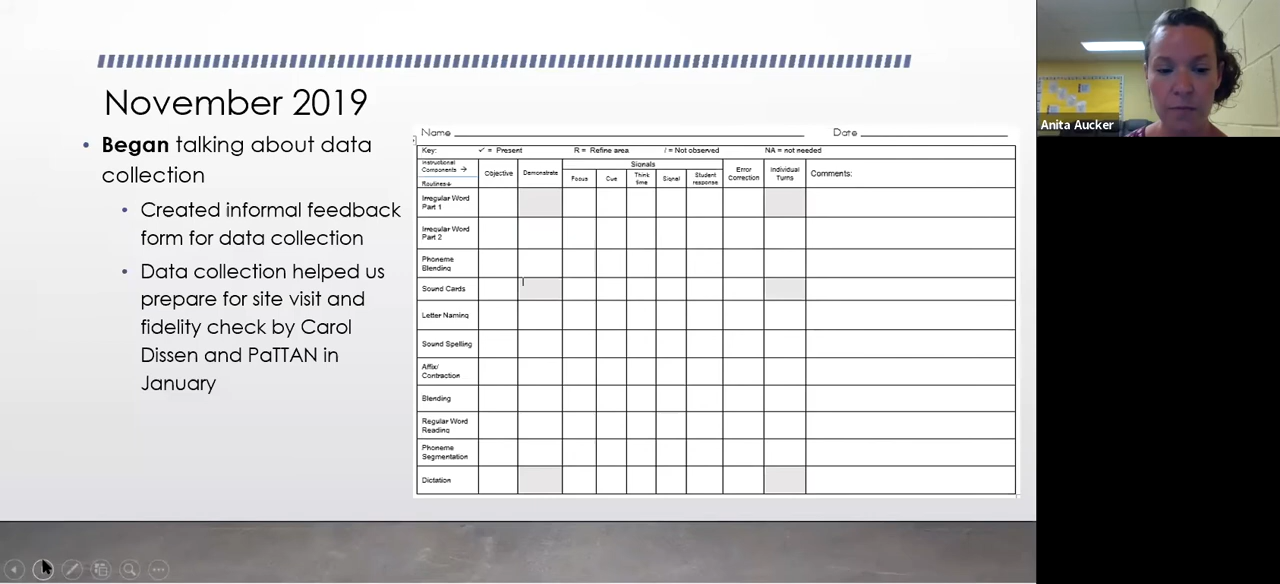 November 2019
• Began talking about data
collection
• Created informal feedback
form for data collection
• Data collection helped us
prepare for site visit and
fidelity check by Carol
Dissen and PaTTAN in
January
Name Date
Key: ✓ = Present R = Refine area / = Not observed NA = not needed
Instructional
Components →
Routines↓
Objective
Demonstrate
Signals
Focus
Cue
Think
time
Signal
Student
response
Error
Correction
Individual
Turns
Comments:
Irregular Word
Part 1
Irregular Word
Part 2
Phoneme
Blending
Sound Cards
Letter Naming
Sound Spelling
Affix/
Contraction
Blending
Regular Word
Reading
Phoneme
Segmentation
Dictation
Anita Aucker